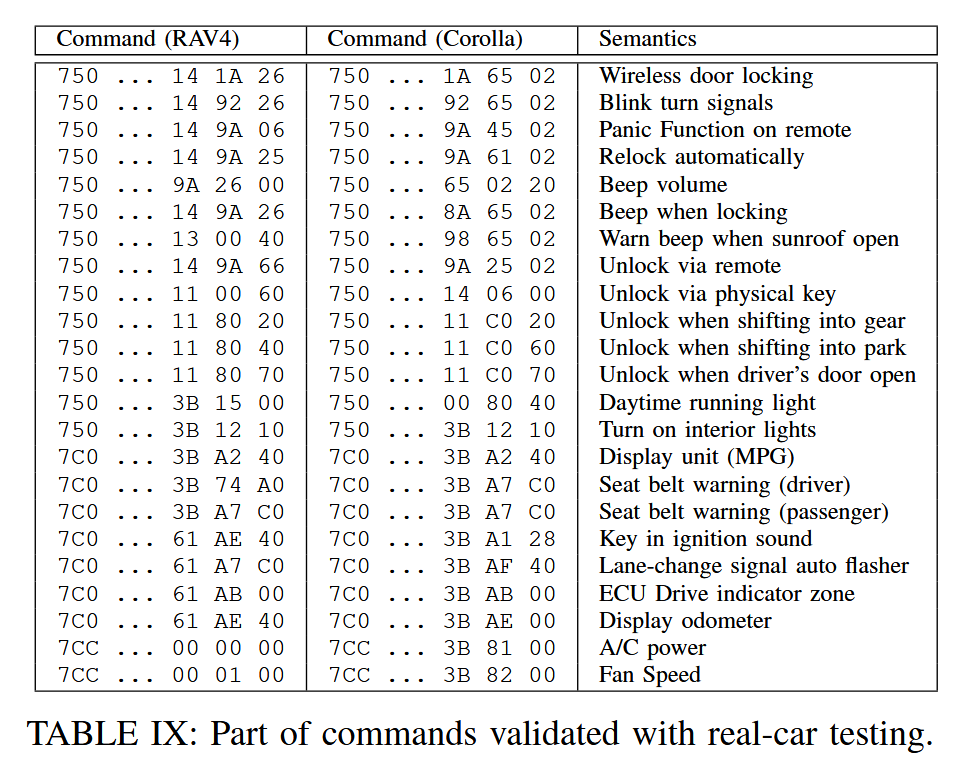 Command (RAV4) Command (Corolla) Semantics
750 ... 14 1A 26 750 ... 1A 65 02 Wireless door locking
750 ... 14 92 26 750 ... 92 65 02 Blink turn signals
750 ... 14 9A 06 750 ... 9A 45 02 Panic Function on remote
750 ... 14 9A 25 750 ... 9A 61 02 Relock automatically
750 ... 9A 26 00 750 ... 65 02 20 Beep volume
750 ... 14 9A 26 750 ... 8A 65 02 Beep when locking
750 ... 13 00 40 750 ... 98 65 02 Warn beep when sunroof open
750 ... 14 9A 66 750 ... 9A 25 02 Unlock via remote
750 ... 11 00 60 750 ... 14 06 00 Unlock via physical key
750 ... 11 80 20 750 ... 11 C0 20 Unlock when shifting into gear
750 ... 11 80 40 750 ... 11 C0 60 Unlock when shifting into park
750 ... 11 80 70 750 ... 11 C0 70 Unlock when driver's door open
750 ... 3B 15 00 750 ... 00 80 40 Daytime running light
750 ... 3B 12 10 750 ... 3B 12 10 Turn on interior lights
7C0 ... 3B A2 40 7C0 ... 3B A2 40 Display unit (MPG)
7C0 ... 3B 74 A0 7C0 ... 3B A7 C0 Seat belt warning (driver)
7C0 ... 3B A7 C0 7C0 ... 3B A7 C0 Seat belt warning (passenger)
7C0 ... 61 AE 40 7C0 ... 3B A1 28 Key in ignition sound
7C0 ... 61 A7 C0 7C0 ... 3B AF 40 Lane-change signal auto flasher
7C0 ... 61 AB 00 7C0 ... 3B AB 00 ECU Drive indicator zone
7C0 ... 61 AE 40 7C0 ... 3B AE 00 Display odometer
7CC ... 00 00 00 7CC ... 3B 81 00 A/C power
7CC ... 00 01 00 7CC ... 3B 82 00 Fan Speed
TABLE IX: Part of commands validated with real-car testing.